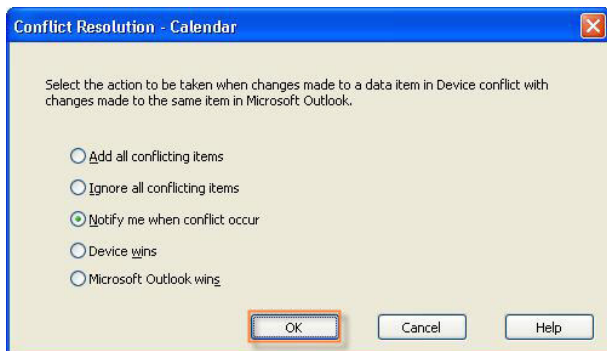 Conflict Resolution - Calendar
Select the action to be taken when changes made to a data item in Device conflict with
changes made to the same item in Microsoft Outlook.
Add all conflicting items
Ignore all conflicting items
Notify me when conflict occur
Device wins
Microsoft Outlook wins
OK Cancel Help